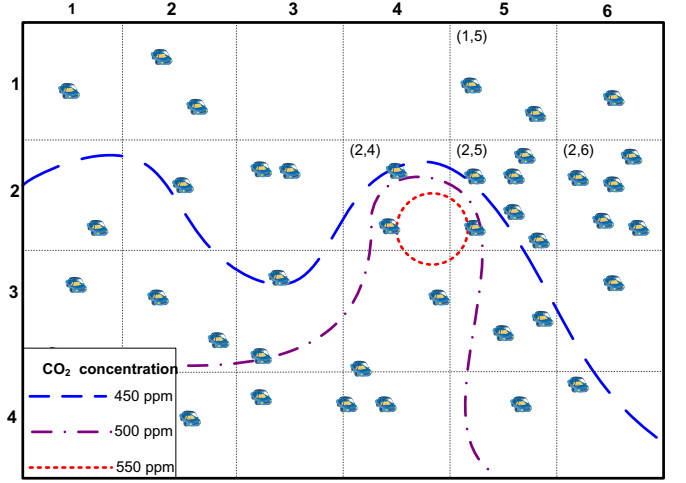 1 2 3 4 5 6
1
(1,5)
2
(2,4) (2,5) (2,6)
3
4
CO₂ concentration
450 ppm
500 ppm
550 ppm